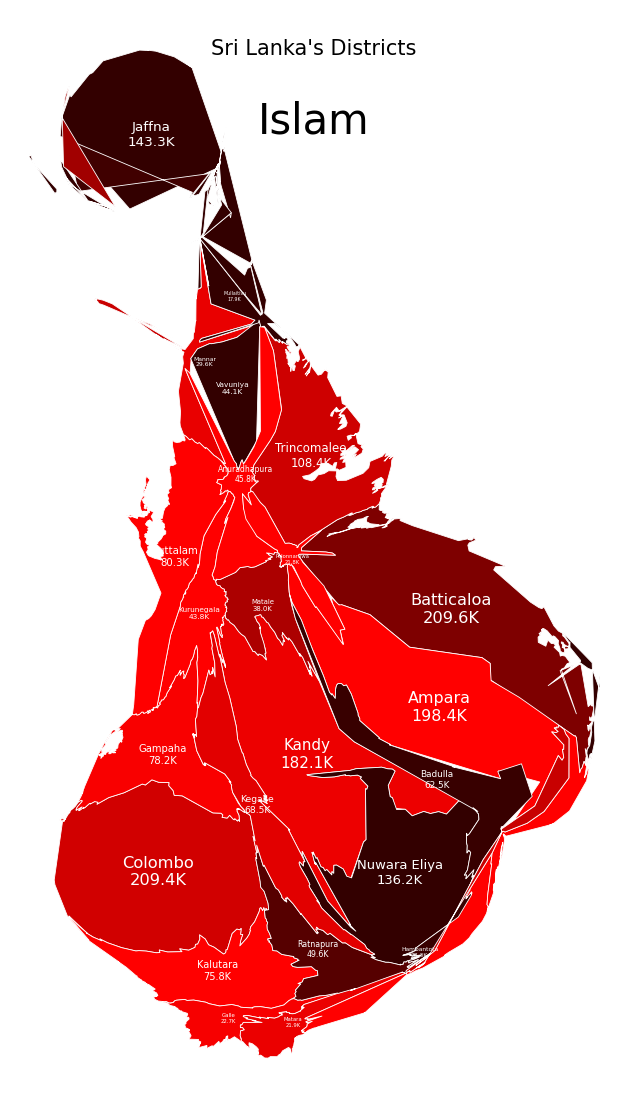 Sri Lanka's Districts
Islam
Jaffna
143.3K
Mullaitivu
17.9K
Mannar
29.6K
Vavuniya
44.1K
Trincomalee
108.4K
Anuradhapura
45.8K
Puttalam
80.3K
Polonnaruwa
Batticaloa
209.6K
Kurunegala
43.8K
Matale
38.0K
Ampara
198.4K
Gampaha
78.2K
Kandy
182.1K
Badulla
62.5K
Kegalle
68.5K
Colombo
209.4K
Nuwara Eliya
136.2K
Ratnapura
49.6K
Hambantota
Kalutara
75.8K
Galle
22.7K
Matara
21.9K